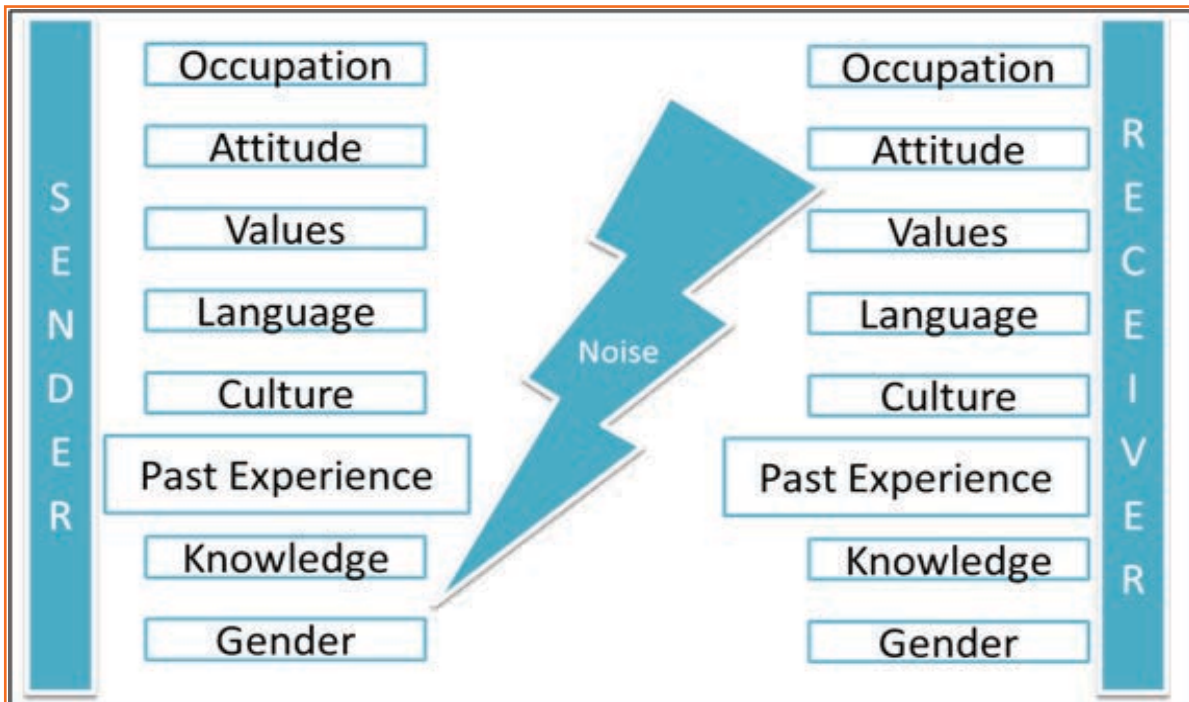 SENDER
Occupation
Attitude
Values
Language
Culture
Past Experience
Knowledge
Gender
Noise
Occupation
Attitude
Values
Language
Culture
Past Experience
Knowledge
Gender
RECEIVER